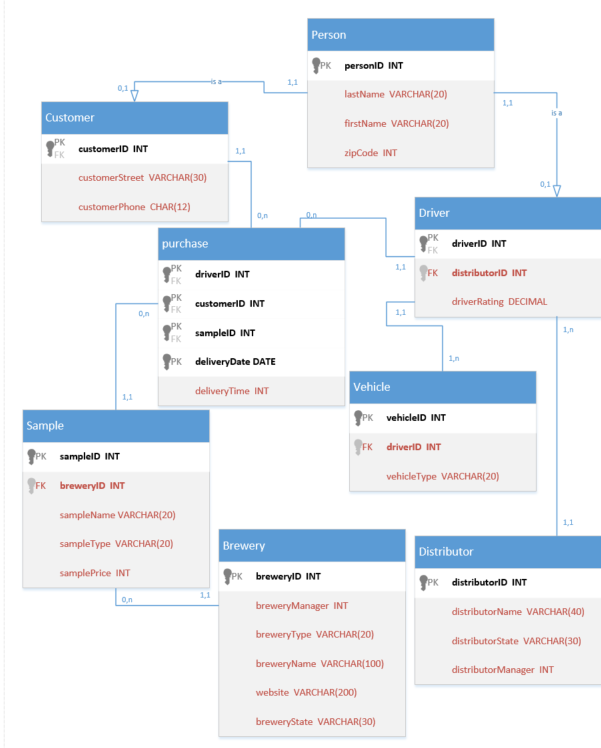 Person
PK personID INT
lastName VARCHAR(20)
firstName VARCHAR(20)
zipCode INT
0,1
is a
1,1
1,1
is a
0,1
Customer
PK
FK
customerID INT
customerStreet VARCHAR(30)
customerPhone CHAR(12)
1,1
0,n
0,n
1,1
purchase
PK
FK
driverID INT
PK
FK
customerID INT
PK
FK
sampleID INT
PK deliveryDate DATE
deliveryTime INT
Driver
PK
FK
driverID INT
FK distributorID INT
driverRating DECIMAL
0,n
1,1
1,1
1,n
1,n
1,1
Vehicle
PK vehicleID INT
FK driverID INT
vehicleType VARCHAR(20)
Sample
PK sampleID INT
FK breweryID INT
sampleName VARCHAR(20)
sampleType VARCHAR(20)
samplePrice INT
0,n
1,1
Brewery
PK breweryID INT
breweryManager INT
breweryType VARCHAR(20)
breweryName VARCHAR(100)
website VARCHAR(200)
breweryState VARCHAR(30)
Distributor
PK distributorID INT
distributorName VARCHAR(40)
distributorState VARCHAR(30)
distributorManager INT